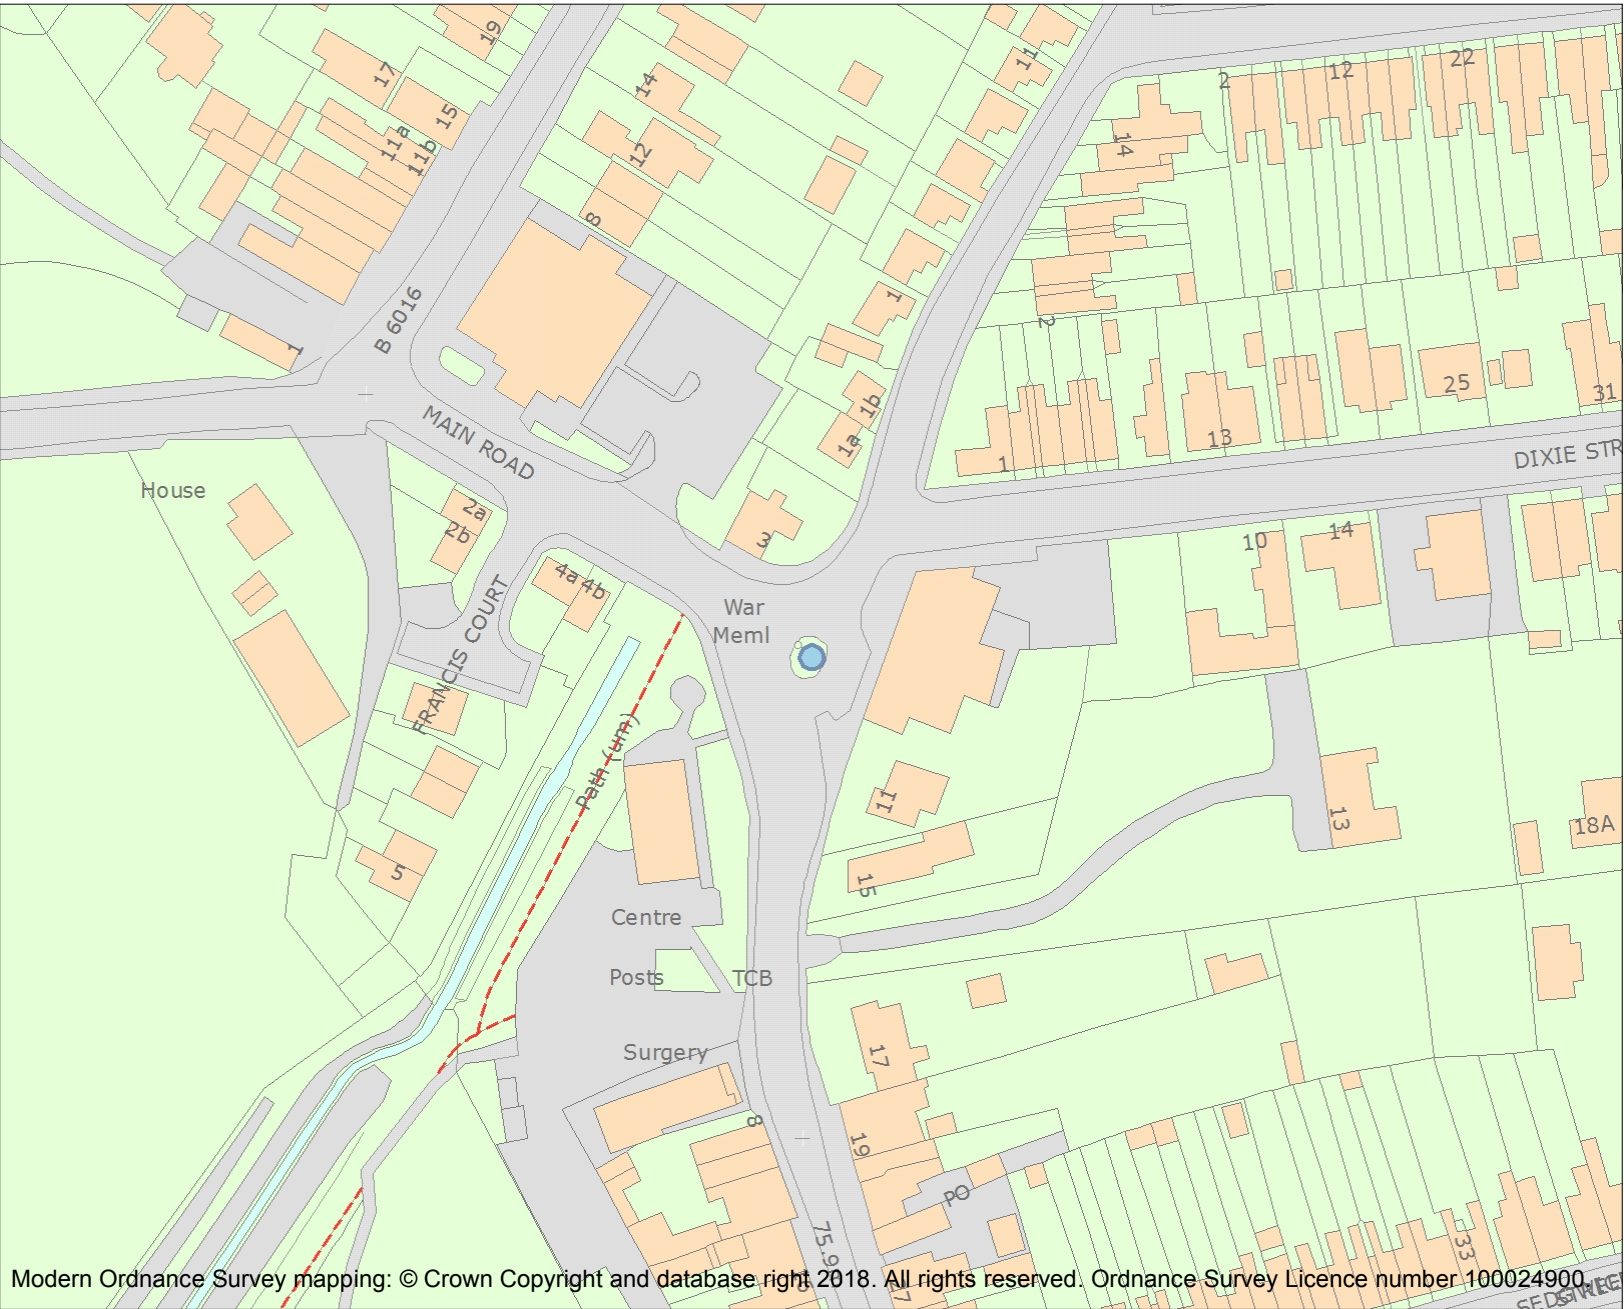 19
17
15
11a
11b
14
12
8
11
2
12
22
14
B 6016
1
1
2
MAIN ROAD
1b
1a
1
13
25
31
DIXIE STR
House
2a
2b
3
10
14
4a 4b
War
Meml
FRANCIS COURT
Path (um)
11
13
18A
5
15
Centre
Posts
TCB
17
Surgery
8
19
PO
75.9
33
Modern Ordnance Survey mapping: © Crown Copyright and database right 2018. All rights reserved. Ordnance Survey Licence number 100024900.